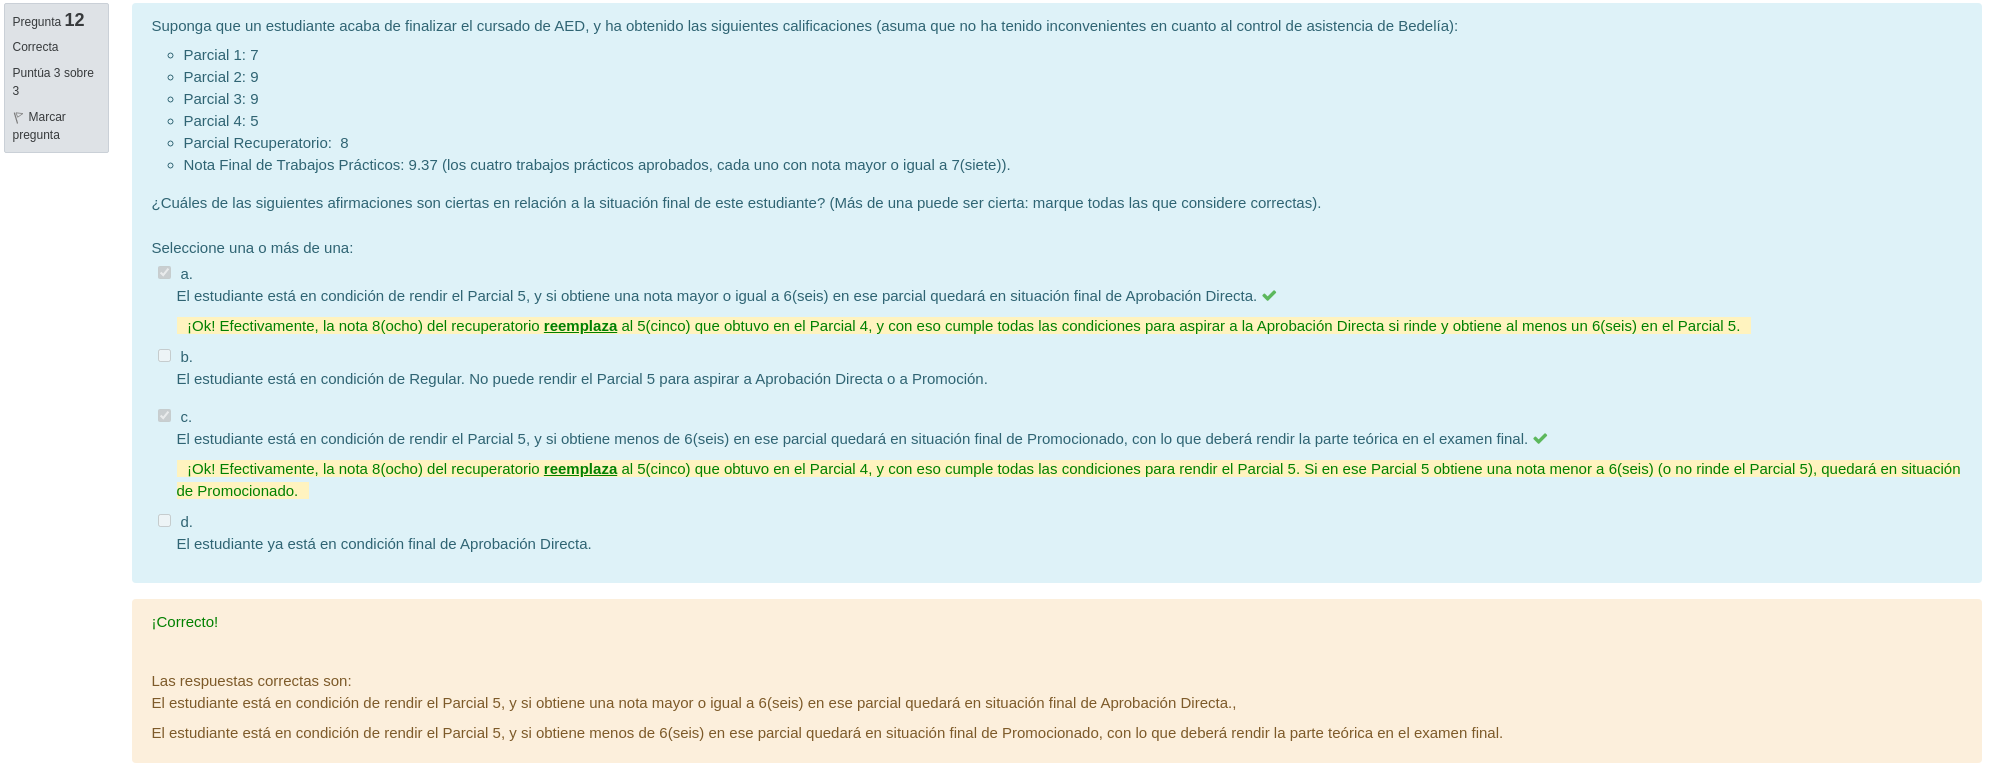 Pregunta 12
Correcta
Puntúa 3 sobre
3
Marcar
pregunta
Suponga que un estudiante acaba de finalizar el cursado de AED, y ha obtenido las siguientes calificaciones (asuma que no ha tenido inconvenientes en cuanto al control de asistencia de Bedelía):
Parcial 1: 7
Parcial 2: 9
Parcial 3: 9
Parcial 4: 5
Parcial Recuperatorio:  8
Nota Final de Trabajos Prácticos: 9.37 (los cuatro trabajos prácticos aprobados, cada uno con nota mayor o igual a 7(siete)).
¿Cuáles de las siguientes afirmaciones son ciertas en relación a la situación final de este estudiante? (Más de una puede ser cierta: marque todas las que considere correctas).
Seleccione una o más de una:
a.
El estudiante está en condición de rendir el Parcial 5, y si obtiene una nota mayor o igual a 6(seis) en ese parcial quedará en situación final de Aprobación Directa.
¡Ok! Efectivamente, la nota 8(ocho) del recuperatorio reemplaza al 5(cinco) que obtuvo en el Parcial 4, y con eso cumple todas las condiciones para aspirar a la Aprobación Directa si rinde y obtiene al menos un 6(seis) en el Parcial 5.
b.
El estudiante está en condición de Regular. No puede rendir el Parcial 5 para aspirar a Aprobación Directa o a Promoción.
c.
El estudiante está en condición de rendir el Parcial 5, y si obtiene menos de 6(seis) en ese parcial quedará en situación final de Promocionado, con lo que deberá rendir la parte teórica en el examen final.
¡Ok! Efectivamente, la nota 8(ocho) del recuperatorio reemplaza al 5(cinco) que obtuvo en el Parcial 4, y con eso cumple todas las condiciones para rendir el Parcial 5. Si en ese Parcial 5 obtiene una nota menor a 6(seis) (o no rinde el Parcial 5), quedará en situación
de Promocionado.
d.
El estudiante ya está en condición final de Aprobación Directa.
¡Correcto!
Las respuestas correctas son:
El estudiante está en condición de rendir el Parcial 5, y si obtiene una nota mayor o igual a 6(seis) en ese parcial quedará en situación final de Aprobación Directa.,
El estudiante está en condición de rendir el Parcial 5, y si obtiene menos de 6(seis) en ese parcial quedará en situación final de Promocionado, con lo que deberá rendir la parte teórica en el examen final.